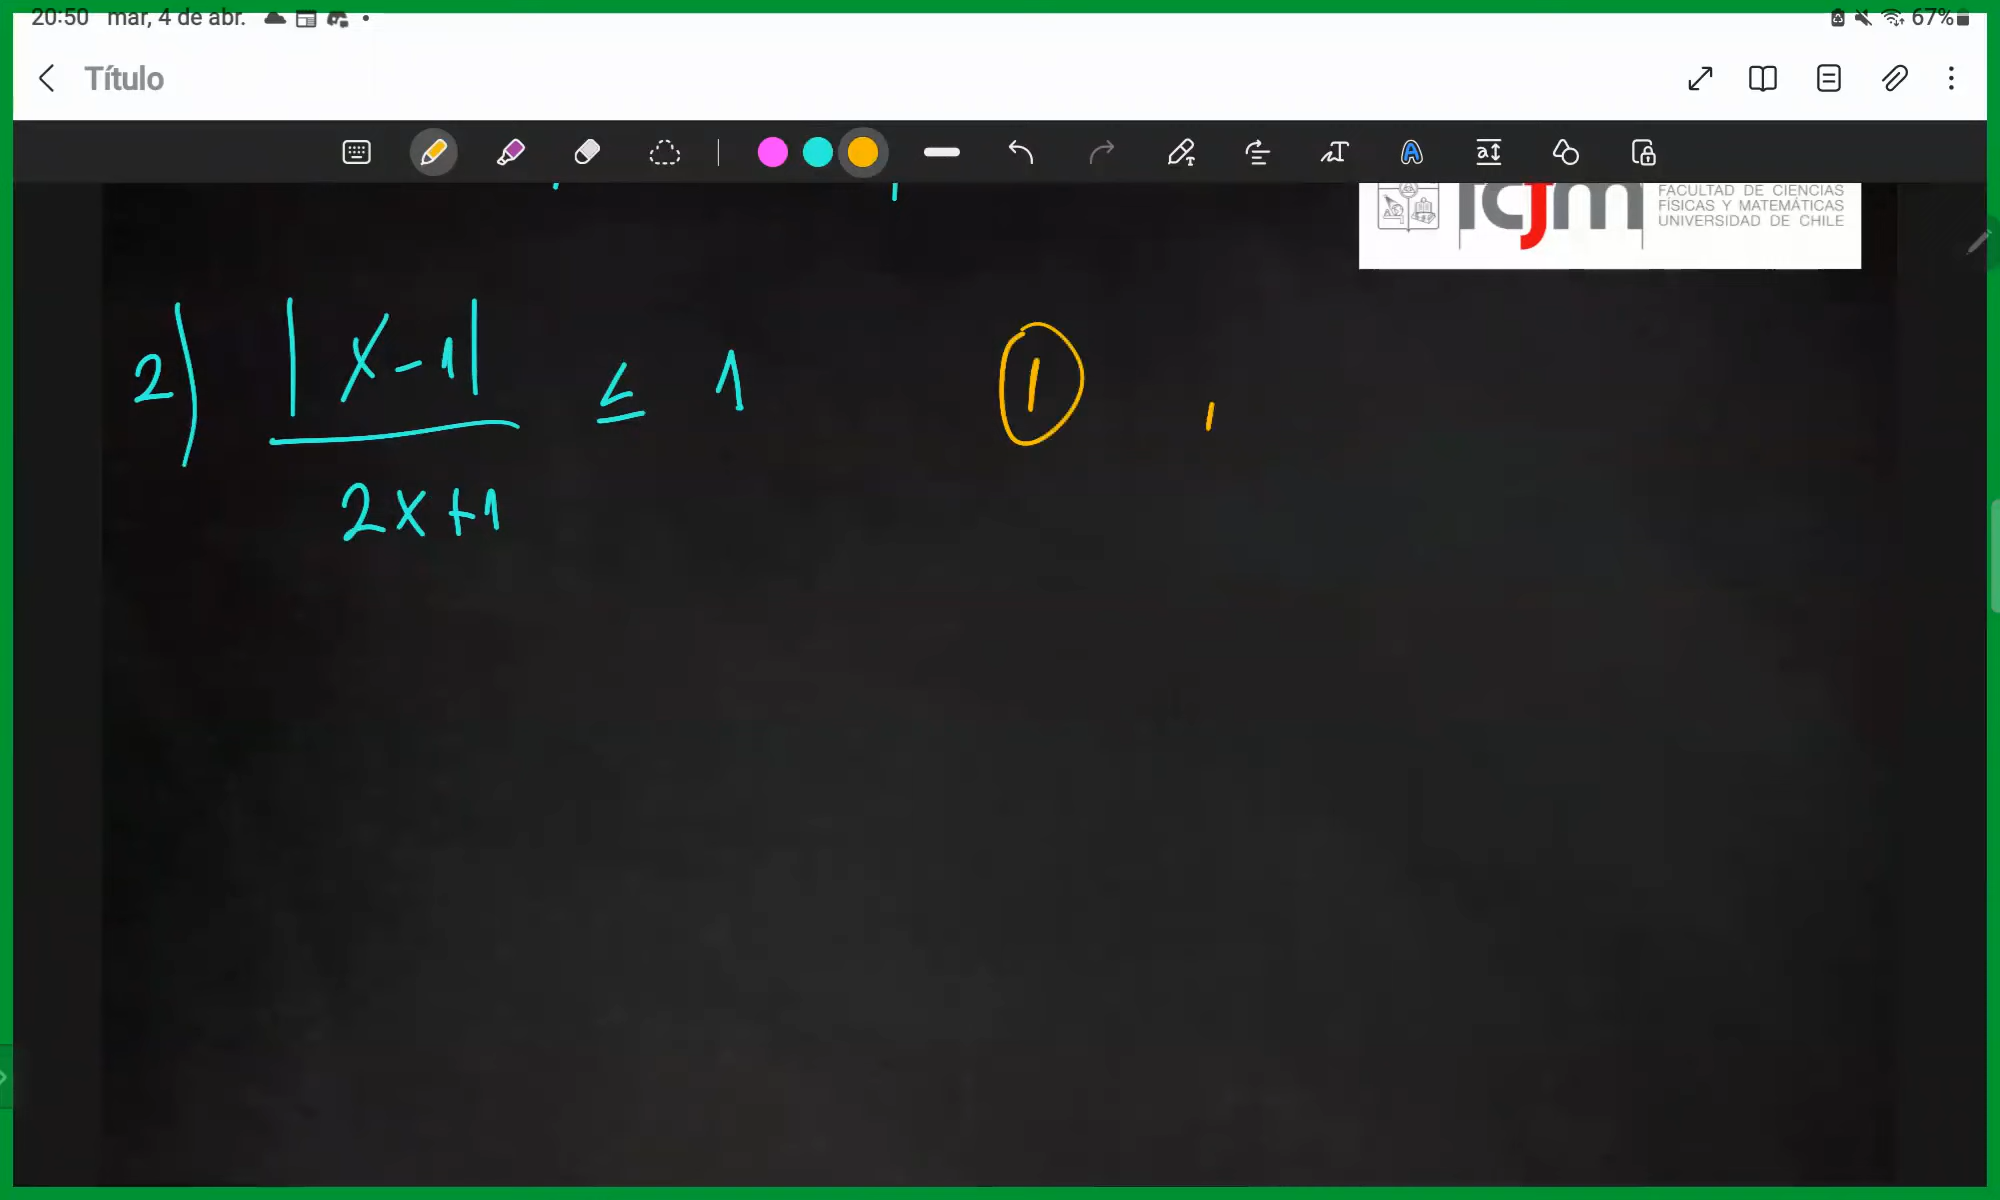 20:50 mar, 4 de abr. 67%
Título
FACULTAD DE CIENCIAS
FÍSICAS Y MATEMÁTICAS
UNIVERSIDAD DE CHILE
2) |x-1| / 2x+1 ≤ 1
1